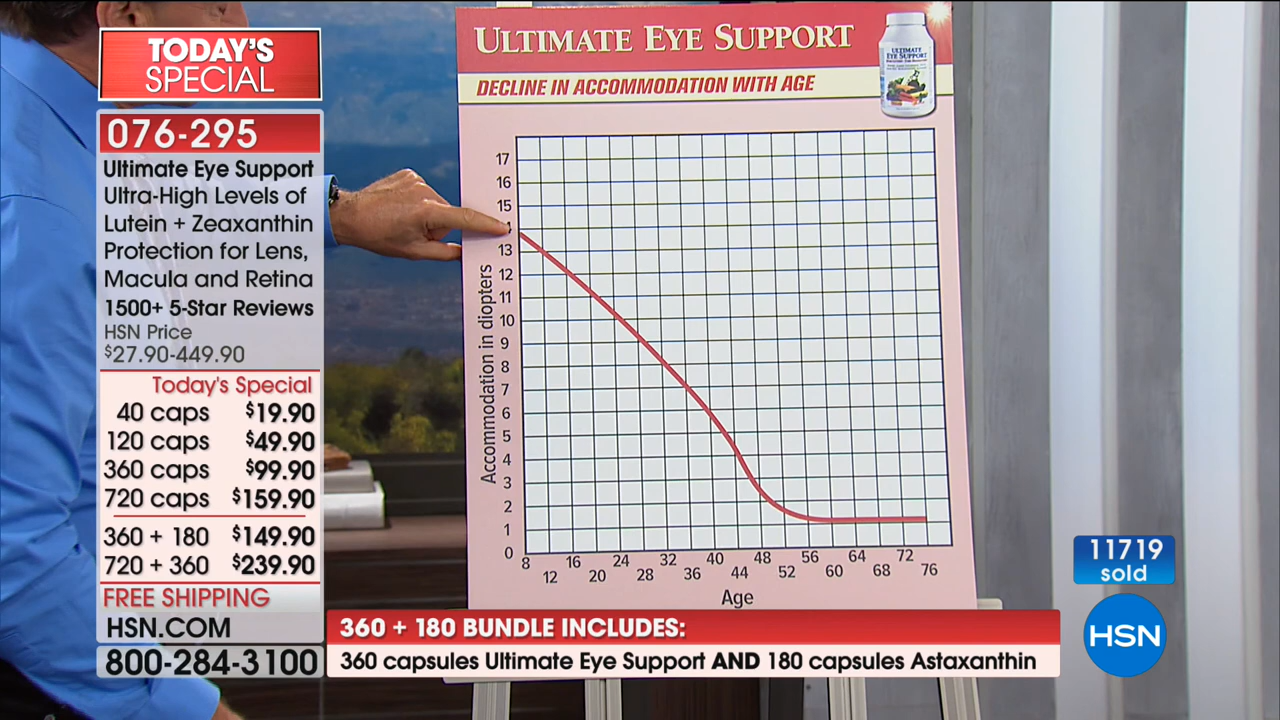 TODAY'S
SPECIAL
076-295
Ultimate Eye Support
Ultra-High Levels of
Lutein + Zeaxanthin
Protection for Lens,
Macula and Retina
1500+ 5-Star Reviews
HSN Price
$27.90-449.90
Today's Special
40 caps $19.90
120 caps $49.90
360 caps $99.90
720 caps $159.90
360 + 180 $149.90
720 + 360 $239.90
FREE SHIPPING
HSN.COM
800-284-3100
ULTIMATE EYE SUPPORT
DECLINE IN ACCOMMODATION WITH AGE
ULTIMATE
EYE SUPPORT
Accommodation in diopters
17
16
15
13
12
11
10
9
8
7
6
5
4
3
2
1
0
8 16 24 32 40 48 56 64 72
12 20 28 36 44 52 60 68 76
Age
11719
sold
HSN
360 + 180 BUNDLE INCLUDES:
360 capsules Ultimate Eye Support AND 180 capsules Astaxanthin